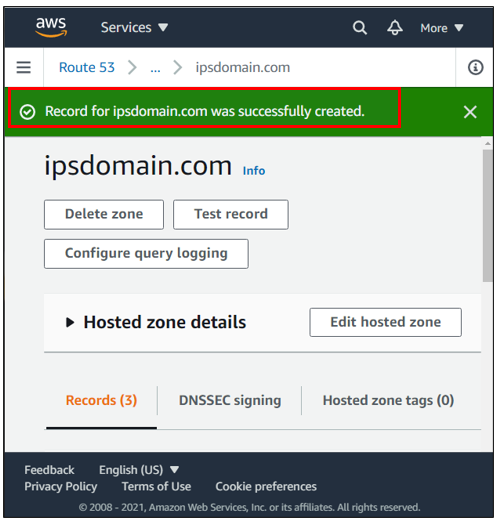 aws Services More
Route 53 ... ipsdomain.com
Record for ipsdomain.com was successfully created.
ipsdomain.com Info
Delete zone Test record
Configure query logging
Hosted zone details Edit hosted zone
Records (3) DNSSEC signing Hosted zone tags (0)
Feedback English (US)
Privacy Policy Terms of Use Cookie preferences
© 2008 - 2021, Amazon Web Services, Inc. or its affiliates. All rights reserved.